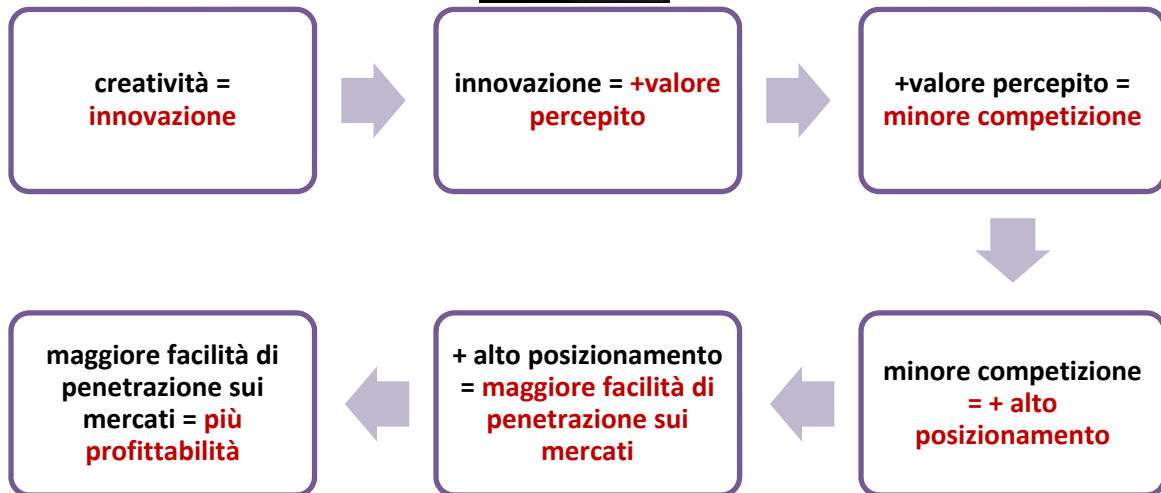 creatività =
innovazione
innovazione = +valore
percepito
+valore percepito =
minore competizione
minore competizione
= + alto
posizionamento
+ alto posizionamento
= maggiore facilità di
penetrazione sui
mercati
maggiore facilità di
penetrazione sui
mercati = più
profittabilità